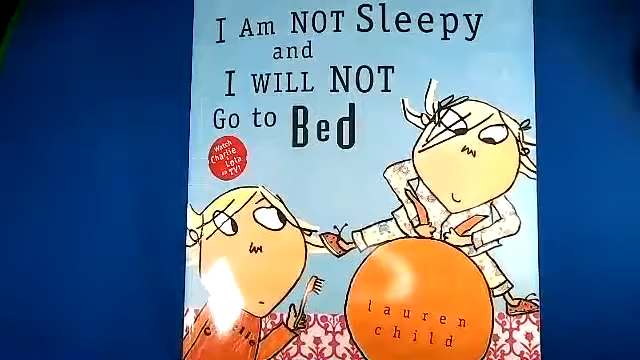 I Am NOT Sleepy
and
I WILL NOT
Go to Bed
Watch
Charlie
& Lola
on TV!
lauren
child